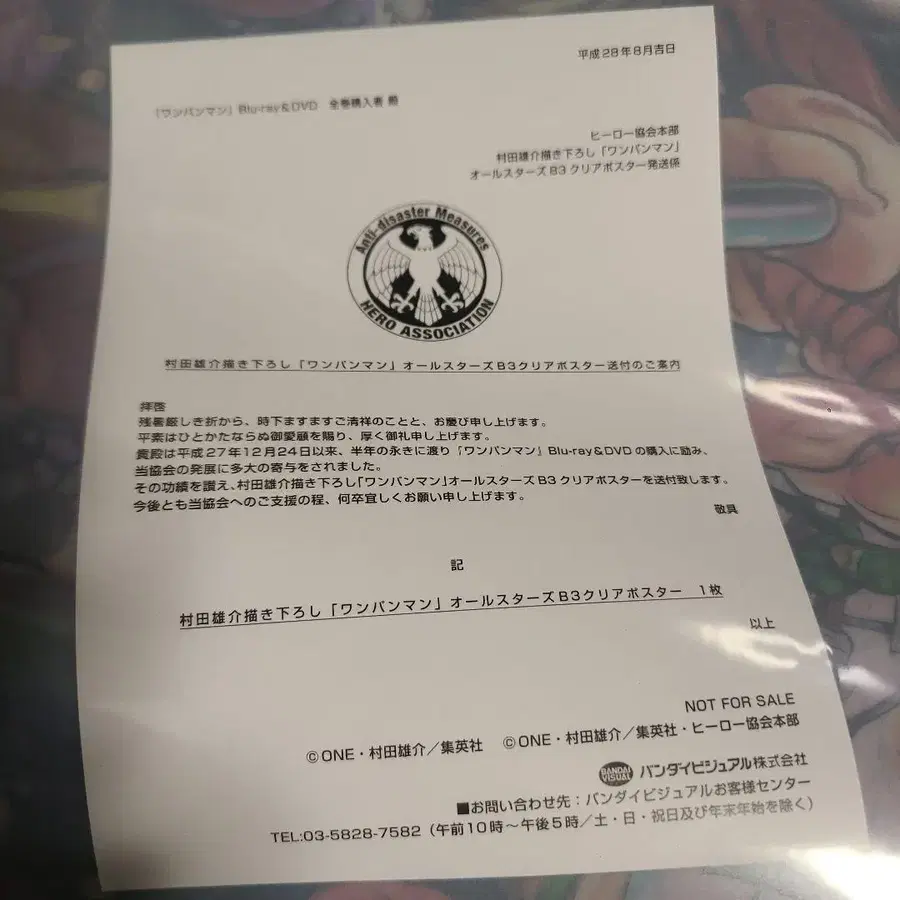 平成28年8月吉日
「ワンパンマン」Blu-ray&DVD 全巻購入者 殿
ヒーロー協会本部
村田雄介描き下ろし「ワンパンマン」
オールスターズB3クリアポスター発送係
Anti-disaster Measures
HERO ASSOCIATION
村田雄介描き下ろし「ワンパンマン」オールスターズB3クリアポスター送付のご案内
拝啓
残暑厳しき折から、時下ますますご清祥のことと、お慶び申し上げます。
平素はひとかたならぬ御愛顧を賜り、厚く御礼申し上げます。
貴殿は平成27年12月24日以来、半年の永きに渡り「ワンパンマン」Blu-ray&DVDの購入に励み、
当協会の発展に多大の寄与をされました。
その功績を讃え、村田雄介描き下ろし「ワンパンマン」オールスターズB3クリアポスターを送付致します。
今後とも当協会へのご支援の程、何卒宜しくお願い申し上げます。
敬具
記
村田雄介描き下ろし「ワンパンマン」オールスターズB3クリアポスター 1枚
以上
NOT FOR SALE
©ONE・村田雄介/集英社 ©ONE・村田雄介/集英社・ヒーロー協会本部
BANDAI VISUAL バンダイビジュアル株式会社
■お問い合わせ先:バンダイビジュアルお客様センター
TEL:03-5828-7582(午前10時~午後5時/土・日・祝日及び年末年始を除く)